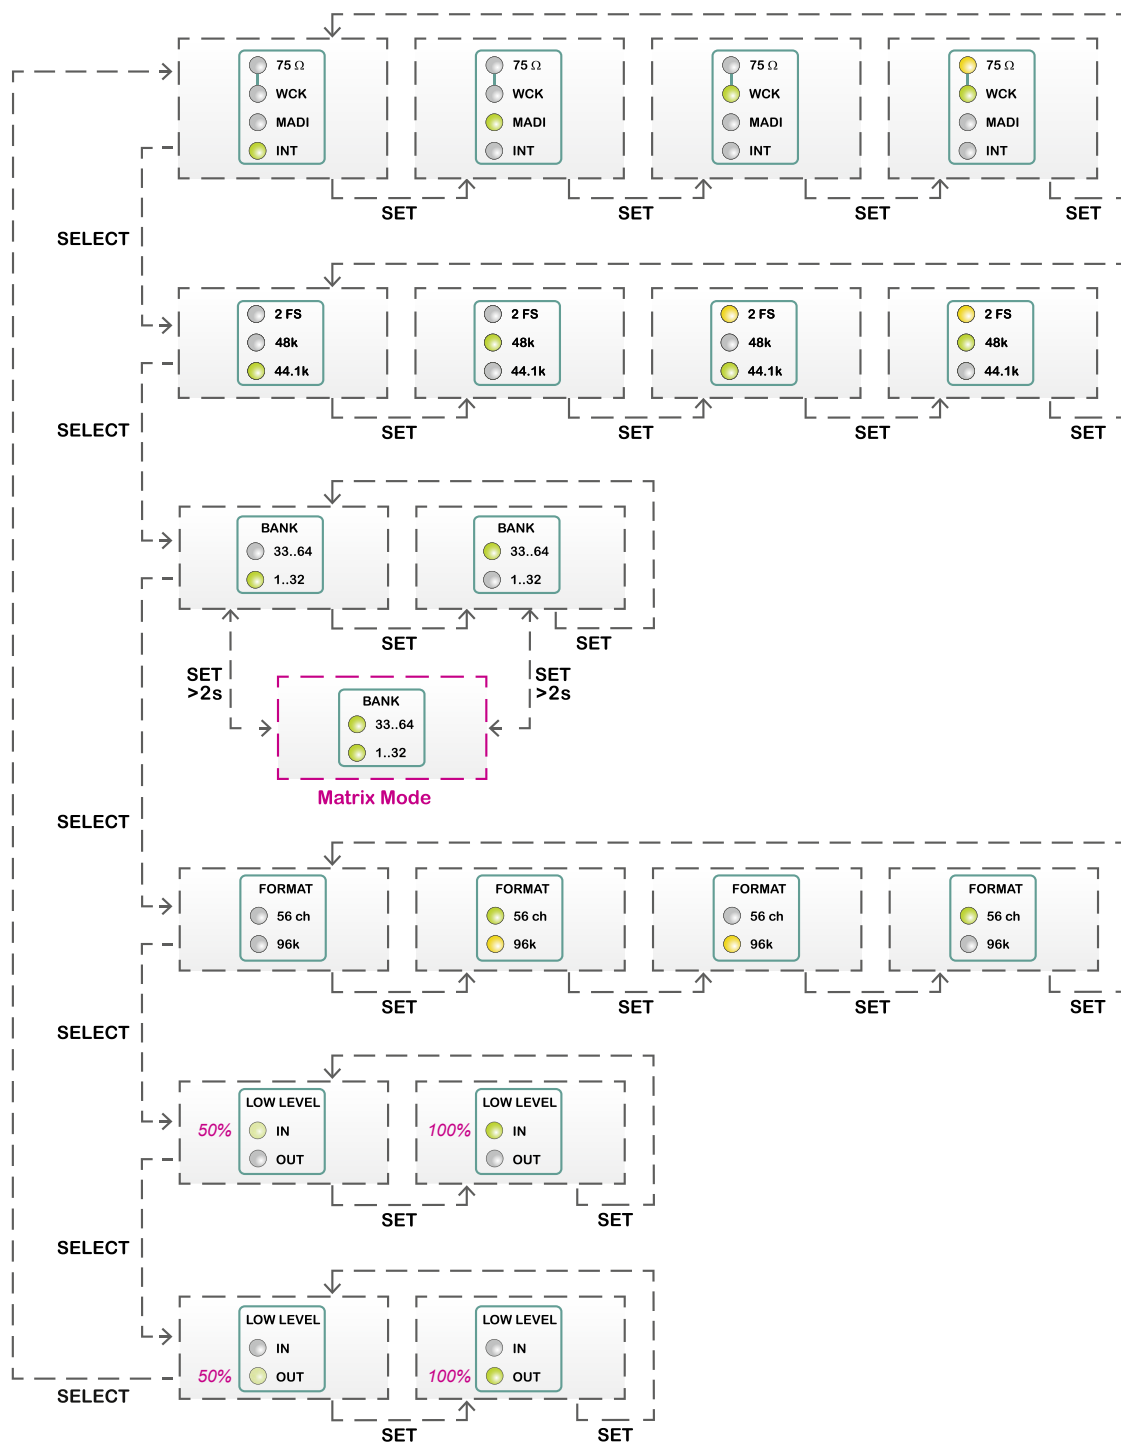 75 Ω
WCK
MADI
INT
75 Ω
WCK
MADI
INT
75 Ω
WCK
MADI
INT
75 Ω
WCK
MADI
INT
SET
SET
SET
SET
SELECT
2 FS
48k
44.1k
2 FS
48k
44.1k
2 FS
48k
44.1k
2 FS
48k
44.1k
SET
SET
SET
SET
SELECT
BANK
33..64
1..32
BANK
33..64
1..32
SET
SET
SET
>2s
SET
>2s
BANK
33..64
1..32
Matrix Mode
SELECT
FORMAT
56 ch
96k
FORMAT
56 ch
96k
FORMAT
56 ch
96k
FORMAT
56 ch
96k
SET
SET
SET
SET
SELECT
LOW LEVEL
50%
IN
OUT
LOW LEVEL
100%
IN
OUT
SET
SET
SELECT
LOW LEVEL
IN
50%
OUT
LOW LEVEL
IN
100%
OUT
SELECT
SET
SET